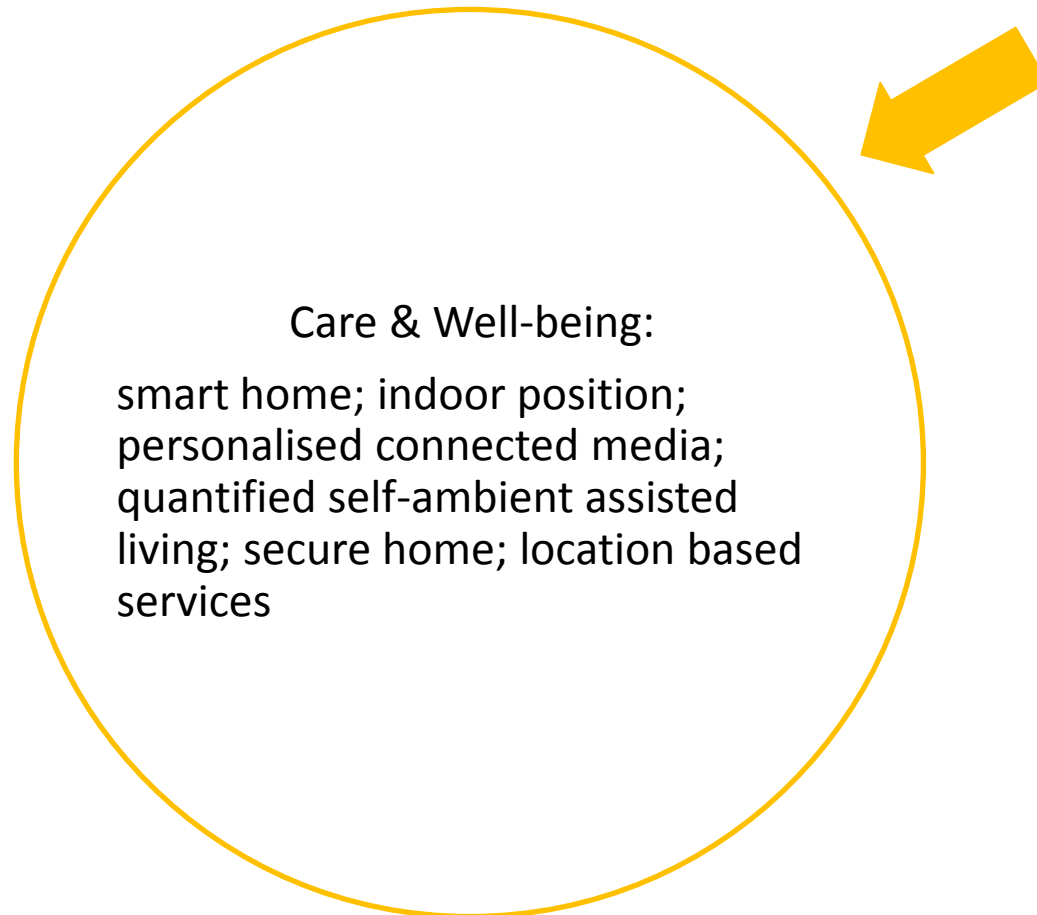 Care & Well-being:
smart home; indoor position;
personalised connected media;
quantified self-ambient assisted
living; secure home; location based
services